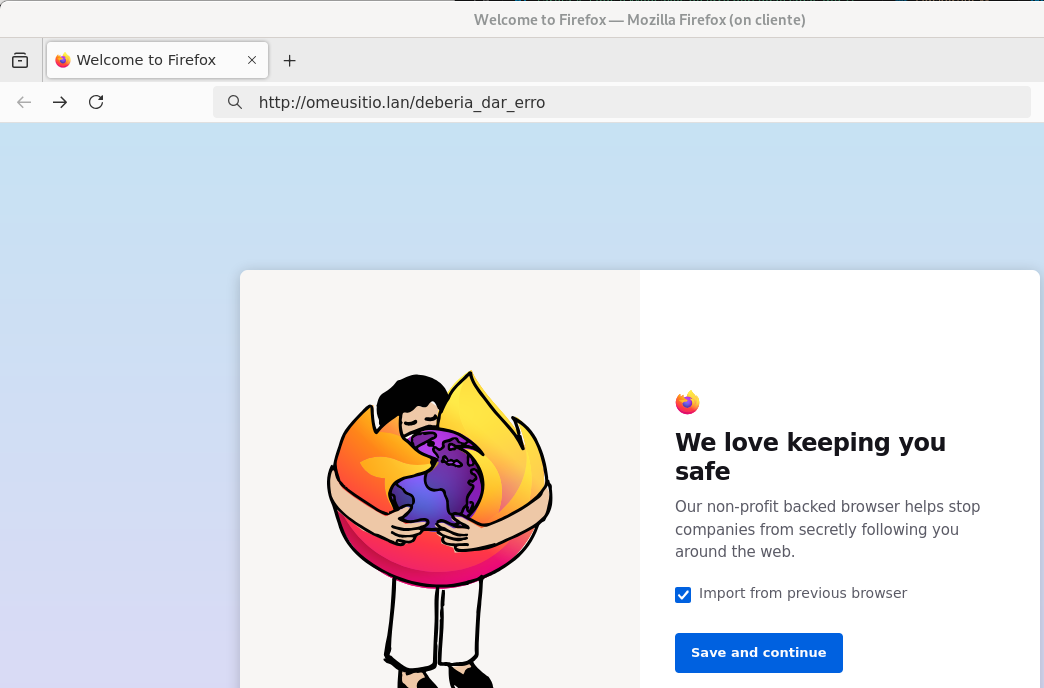 Welcome to Firefox — Mozilla Firefox (on cliente)
Welcome to Firefox
http://omeusitio.lan/deberia_dar_erro
We love keeping you
safe
Our non-profit backed browser helps stop
companies from secretly following you
around the web.
Import from previous browser
Save and continue